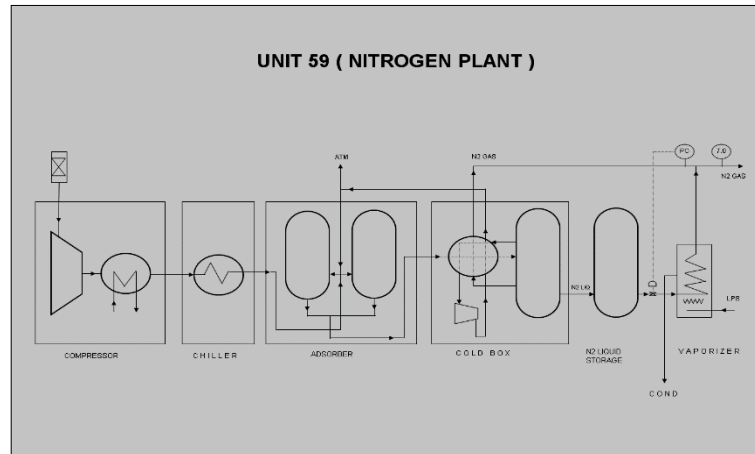 UNIT 59 ( NITROGEN PLANT )
ATM
N2 GAS
PC
7.0
N2 GAS
N2 LIQ
LPS
COMPRESSOR
CHILLER
ADSORBER
COLD BOX
N2 LIQUID
STORAGE
VAPORIZER
COND